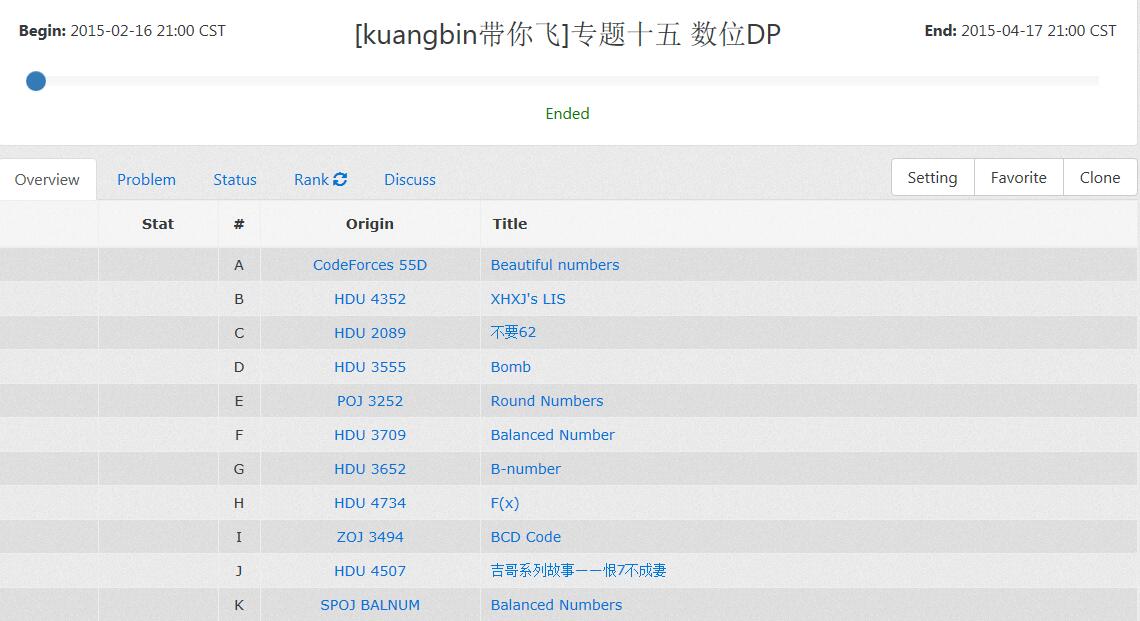 Begin: 2015-02-16 21:00 CST [kuangbin带你飞]专题十五 数位DP End: 2015-04-17 21:00 CST
Ended
Overview Problem Status Rank Discuss Setting Favorite Clone
Stat # Origin Title
A CodeForces 55D Beautiful numbers
B HDU 4352 XHXJ's LIS
C HDU 2089 不要62
D HDU 3555 Bomb
E POJ 3252 Round Numbers
F HDU 3709 Balanced Number
G HDU 3652 B-number
H HDU 4734 F(x)
I ZOJ 3494 BCD Code
J HDU 4507 吉哥系列故事——恨7不成妻
K SPOJ BALNUM Balanced Numbers